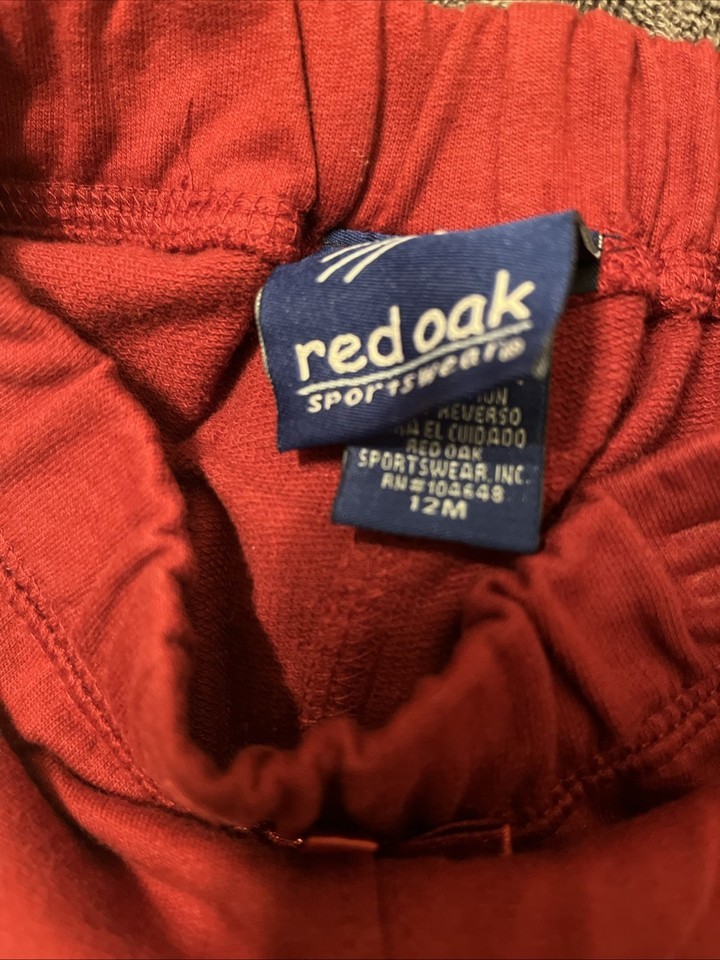 red oak
sportswear®
REVERSO
EL CUIDADO
RED OAK
SPORTSWEAR, INC.
RN#104648
12M